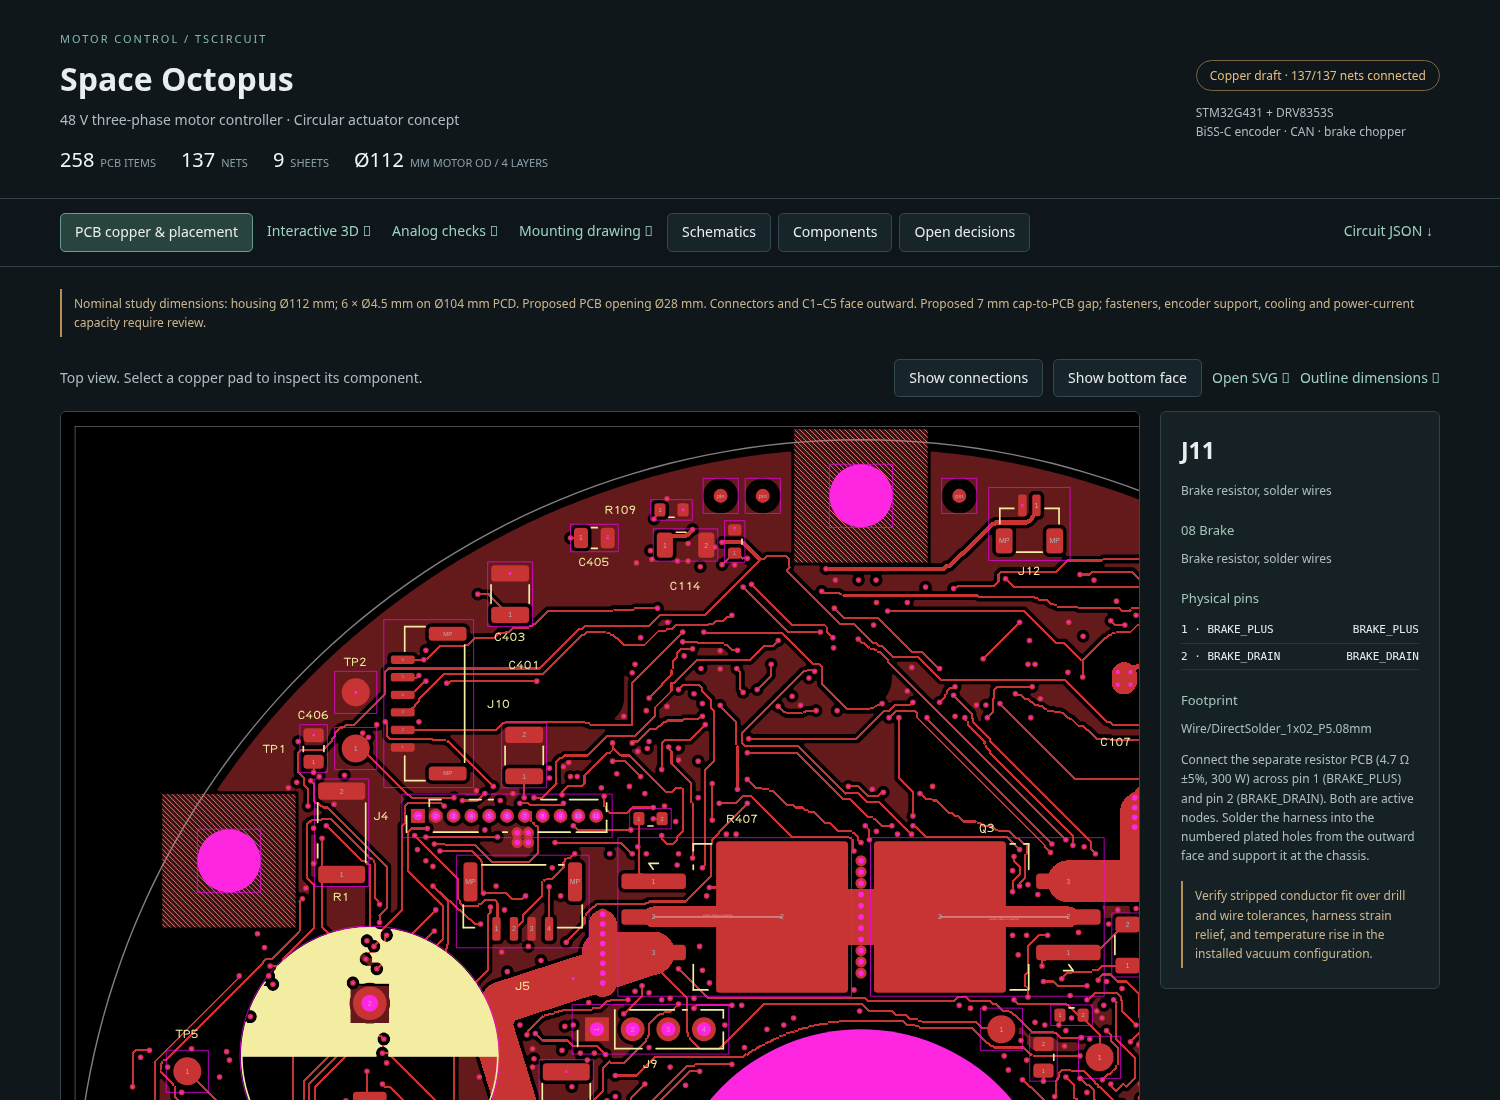 MOTOR CONTROL / TSCIRCUIT
Space Octopus
48 V three-phase motor controller · Circular actuator concept
258 PCB ITEMS 137 NETS 9 SHEETS Ø112 MM MOTOR OD / 4 LAYERS
Copper draft · 137/137 nets connected
STM32G431 + DRV8353S
BiSS-C encoder · CAN · brake chopper
PCB copper & placement Interactive 3D Analog checks Mounting drawing Schematics Components Open decisions Circuit JSON ↓
Nominal study dimensions: housing Ø112 mm; 6 × Ø4.5 mm on Ø104 mm PCD. Proposed PCB opening Ø28 mm. Connectors and C1–C5 face outward. Proposed 7 mm cap-to-PCB gap; fasteners, encoder support, cooling and power-current
capacity require review.
Top view. Select a copper pad to inspect its component.
Show connections Show bottom face Open SVG Outline dimensions
R109
C405
C114
J12
C403
C401
TP2
J10
C406
TP1
C107
J4
R407
Q3
R1
J5
TP5
J9
J11
Brake resistor, solder wires
08 Brake
Brake resistor, solder wires
Physical pins
1 · BRAKE_PLUS BRAKE_PLUS
2 · BRAKE_DRAIN BRAKE_DRAIN
Footprint
Wire/DirectSolder_1x02_P5.08mm
Connect the separate resistor PCB (4.7 Ω
±5%, 300 W) across pin 1 (BRAKE_PLUS)
and pin 2 (BRAKE_DRAIN). Both are active
nodes. Solder the harness into the
numbered plated holes from the outward
face and support it at the chassis.
Verify stripped conductor fit over drill
and wire tolerances, harness strain
relief, and temperature rise in the
installed vacuum configuration.